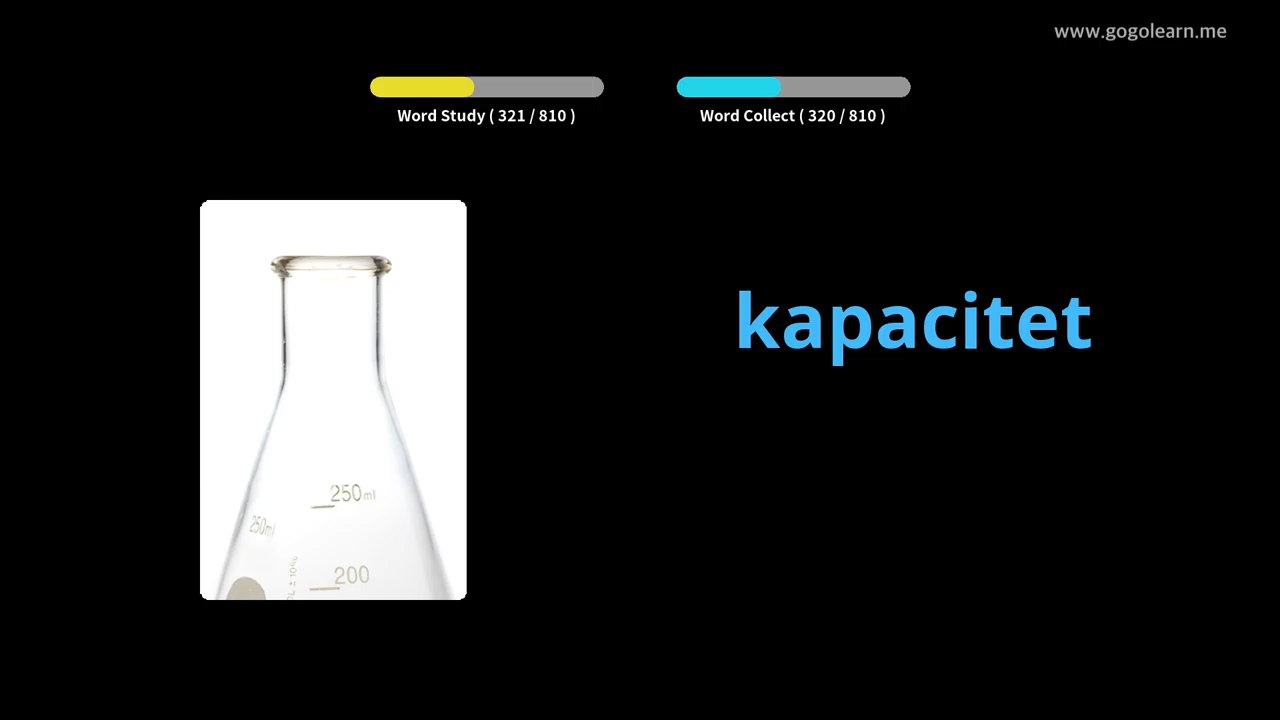 www.gogolearn.me
Word Study ( 321 / 810 )
Word Collect ( 320 / 810 )
kapacitet
250ml
250ml
200